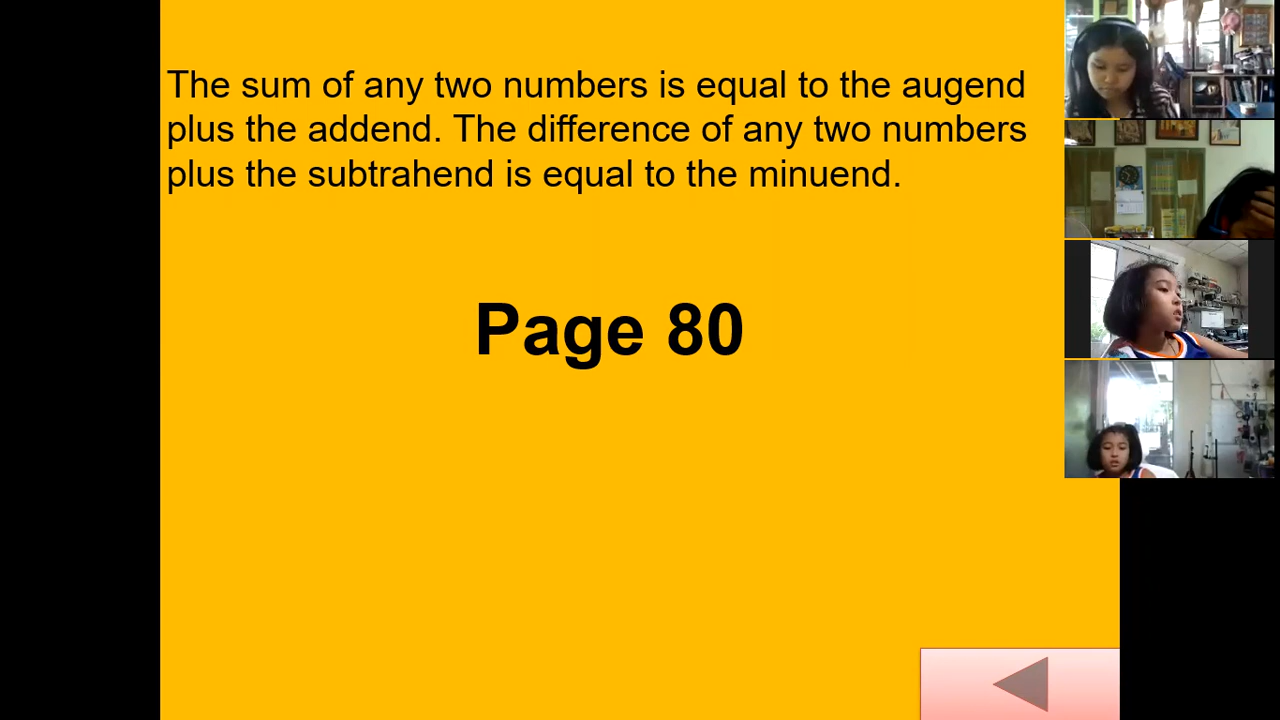 The sum of any two numbers is equal to the augend
plus the addend. The difference of any two numbers
plus the subtrahend is equal to the minuend.
Page 80